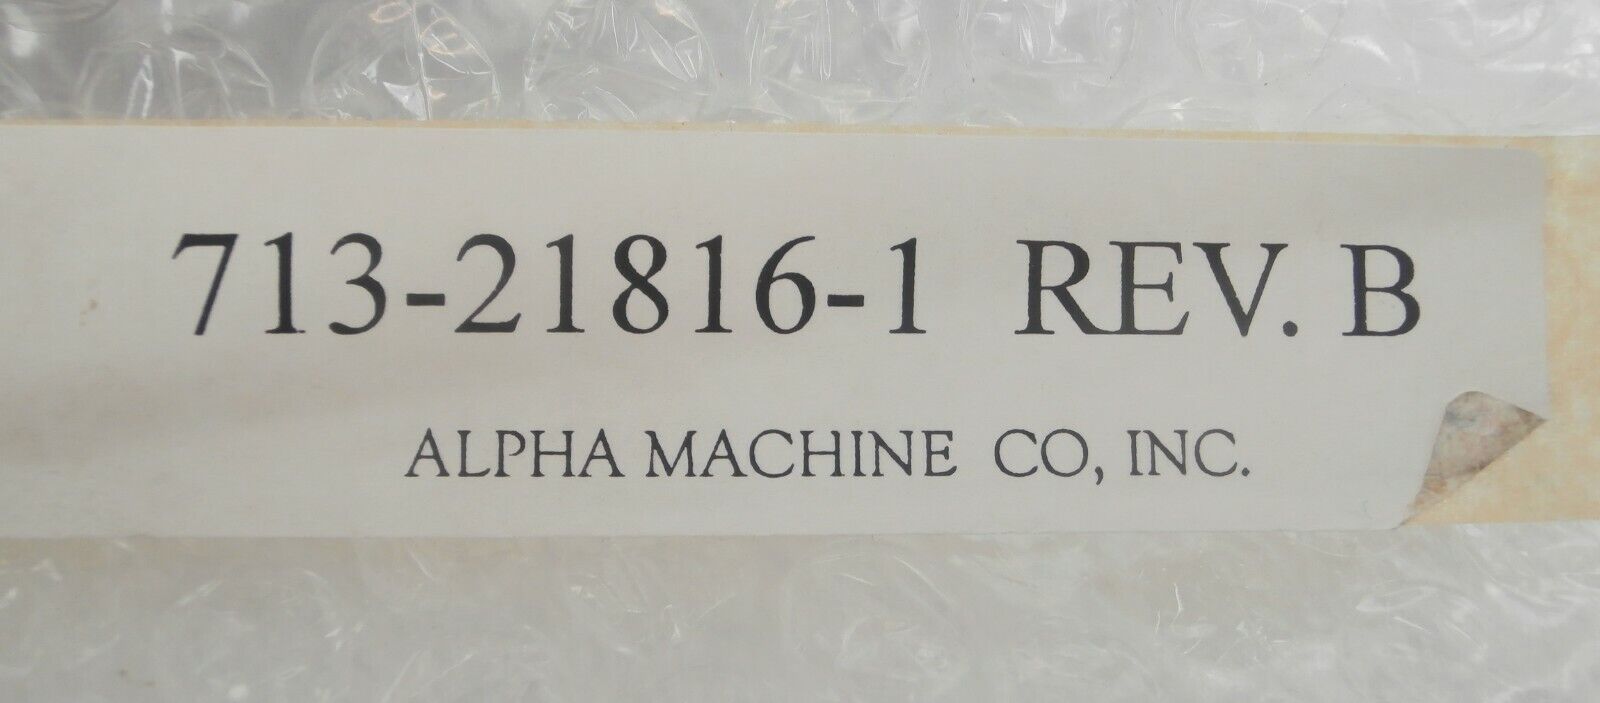 713-21816-1 REV. B
ALPHA MACHINE CO, INC.